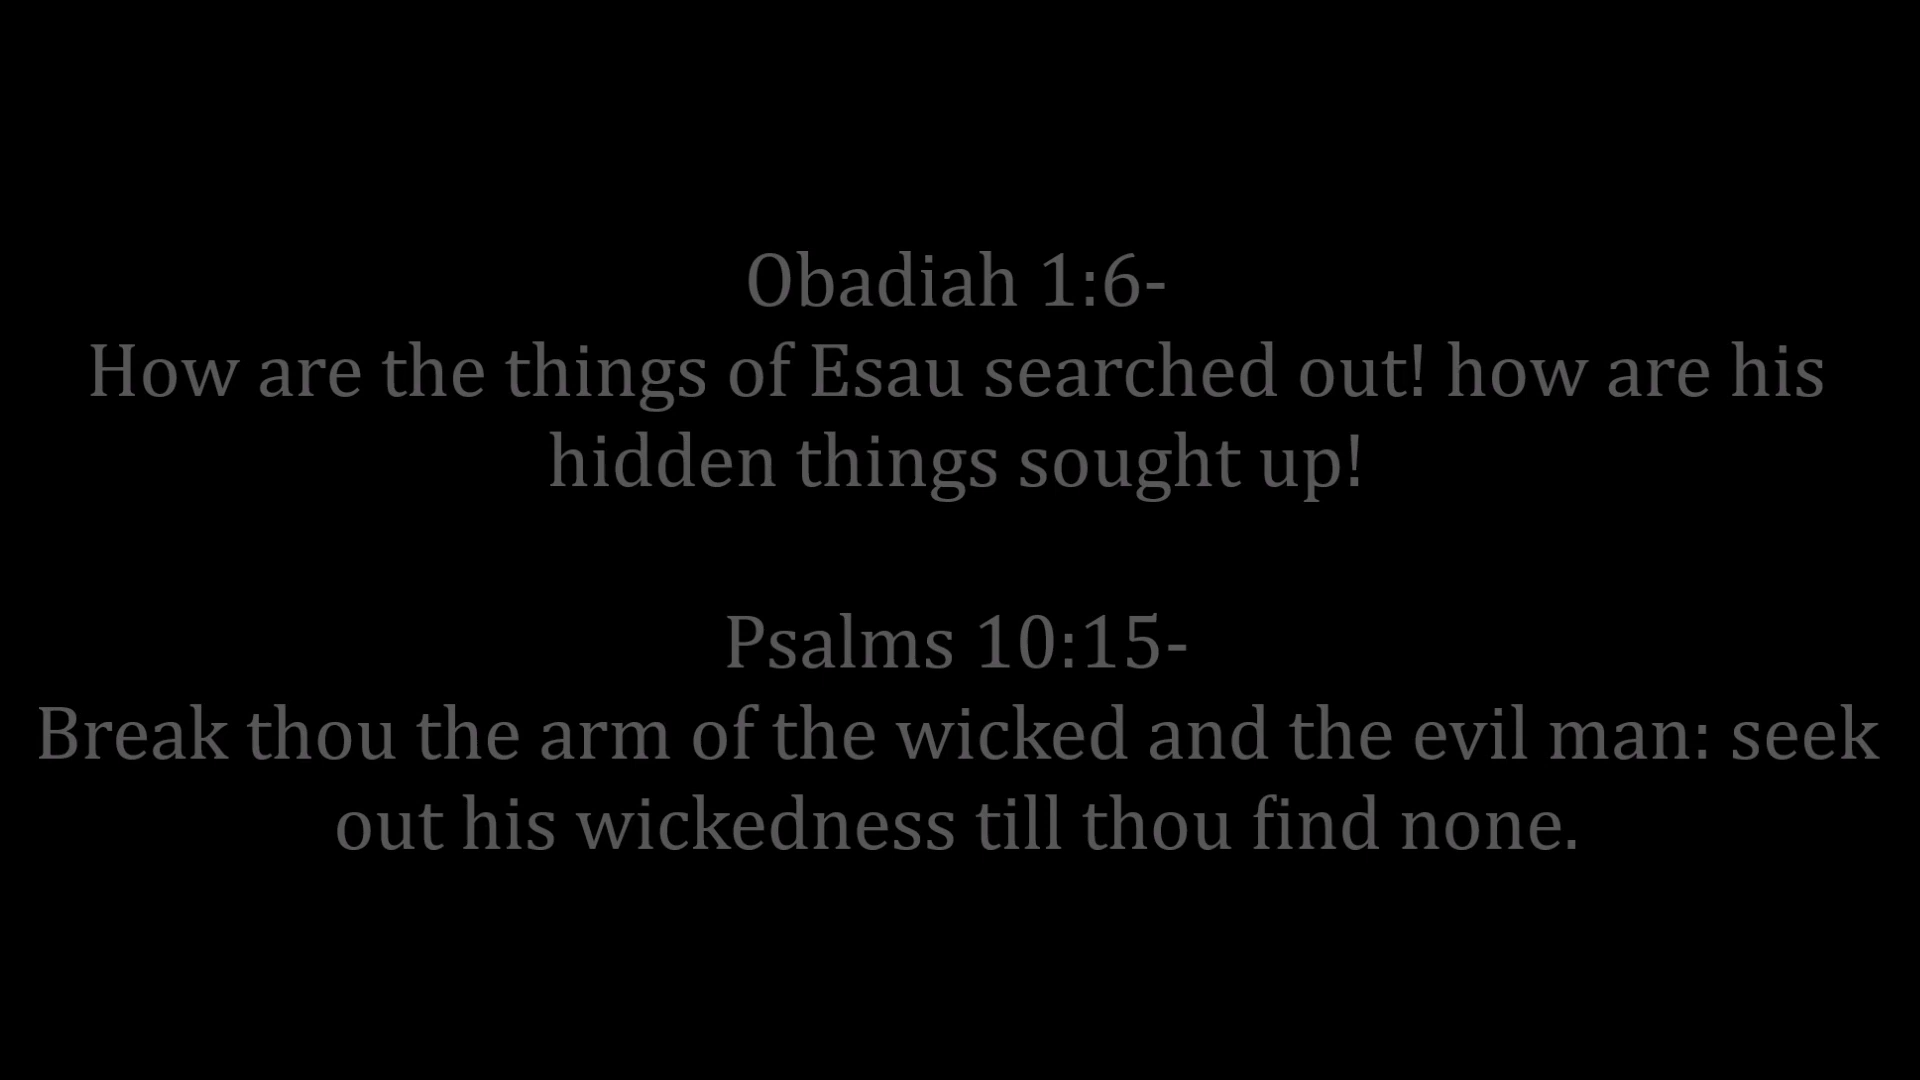 Obadiah 1:6-
How are the things of Esau searched out! how are his
hidden things sought up!
Psalms 10:15-
Break thou the arm of the wicked and the evil man: seek
out his wickedness till thou find none.